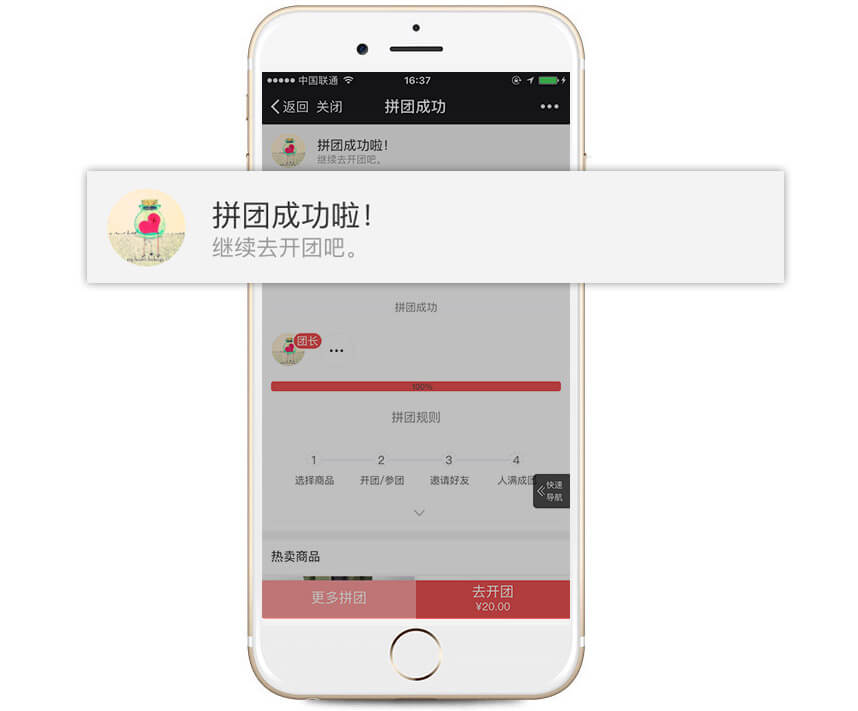 中国联通 16:37
返回 关闭 拼团成功
拼团成功啦！
继续去开团吧。
拼团成功啦！
继续去开团吧。
拼团成功
团长
100%
拼团规则
1 2 3 4
选择商品 开团/参团 邀请好友 人满成团
快速
导航
热卖商品
更多拼团
去开团
¥20.00